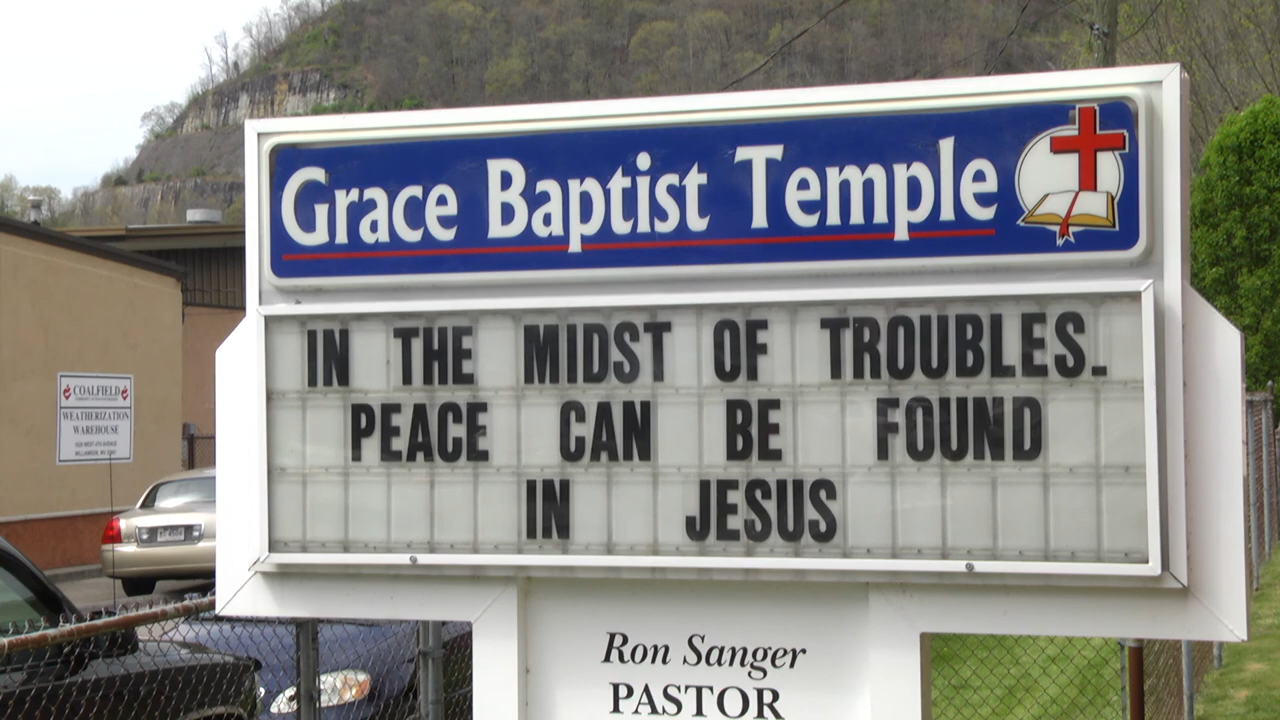 Grace Baptist Temple
IN THE MIDST OF TROUBLES.
PEACE CAN BE FOUND
IN JESUS
Ron Sanger
PASTOR
COALFIELD
WEATHERIZATION
WAREHOUSE